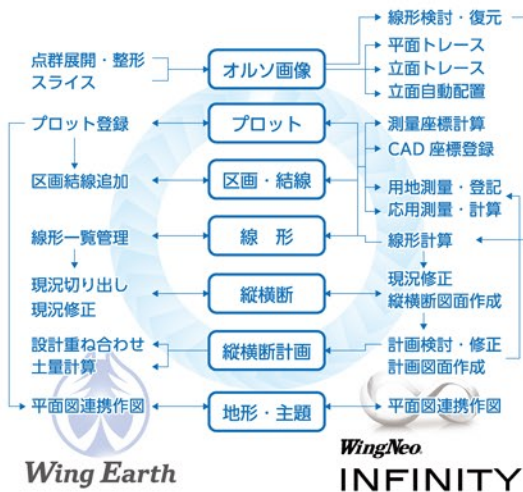 線形検討・復元
平面トレース
点群展開・整形
スライス
オルソ画像
立面トレース
立面自動配置
プロット登録
プロット
測量座標計算
CAD座標登録
区画結線追加
区画・結線
用地測量・登記
応用測量・計算
線形一覧管理
線 形
線形計算
現況切り出し
現況修正
縦横断
現況修正
縦横断図面作成
設計重ね合わせ
土量計算
縦横断計画
計画検討・修正
計画図面作成
平面図連携作図
地形・主題
平面図連携作図
Wing Earth
WingNeo
INFINITY